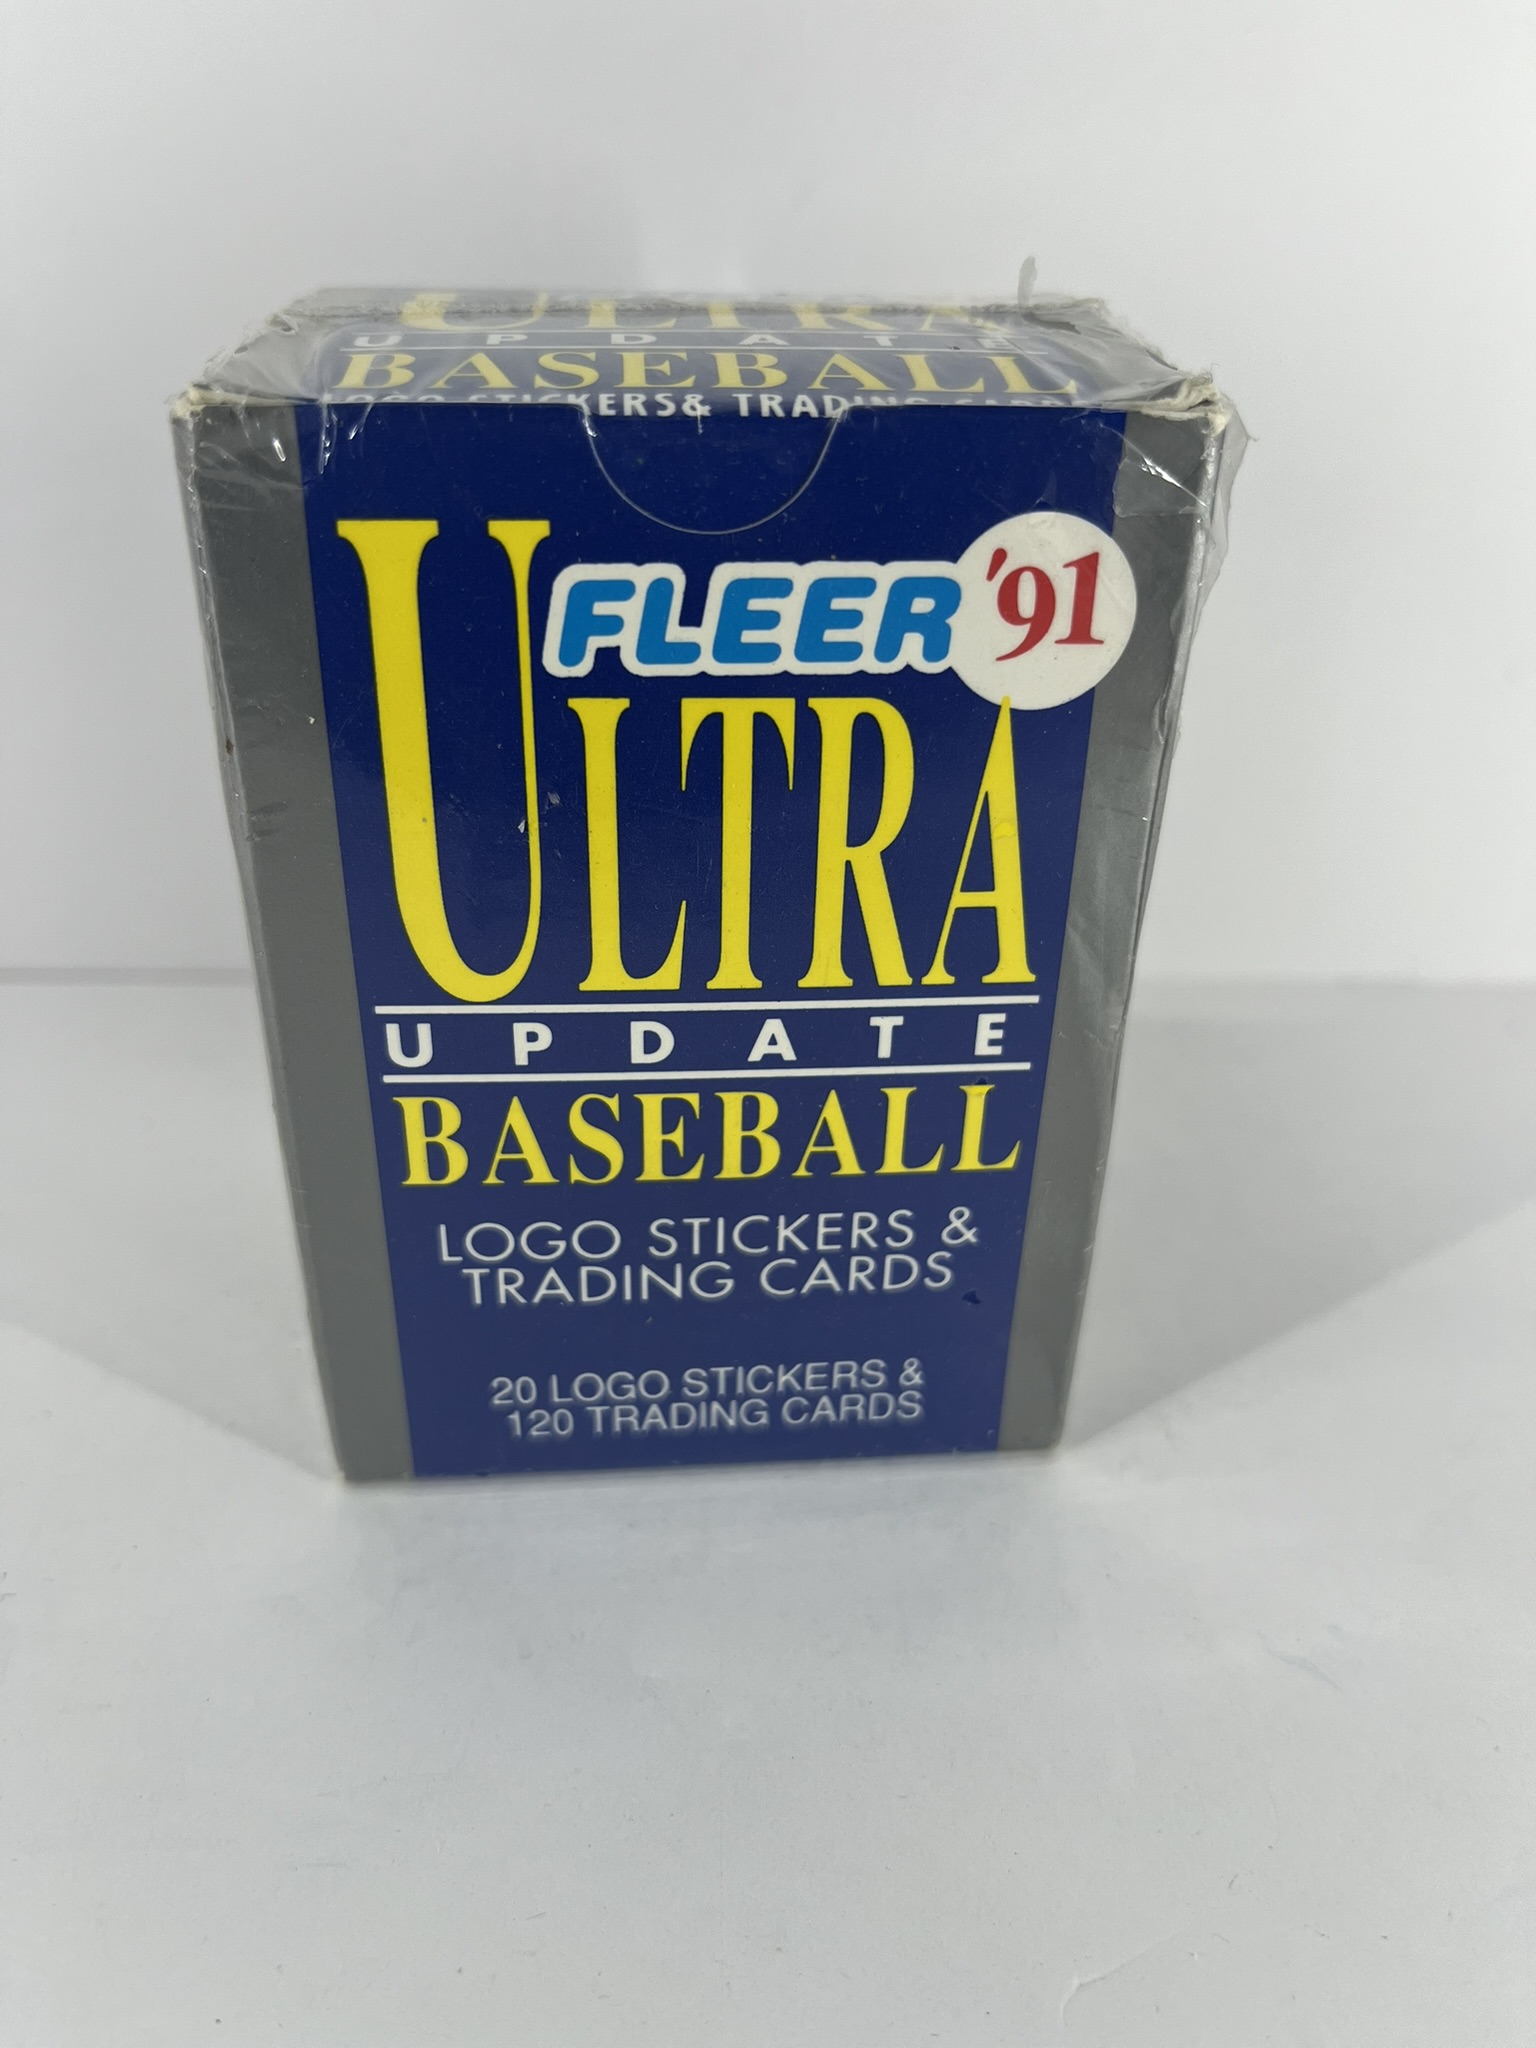 ULTRA
UPDATE
BASEBALL
LOGO STICKERS & TRADING CARDS
FLEER '91
ULTRA
UPDATE
BASEBALL
LOGO STICKERS &
TRADING CARDS
20 LOGO STICKERS &
120 TRADING CARDS